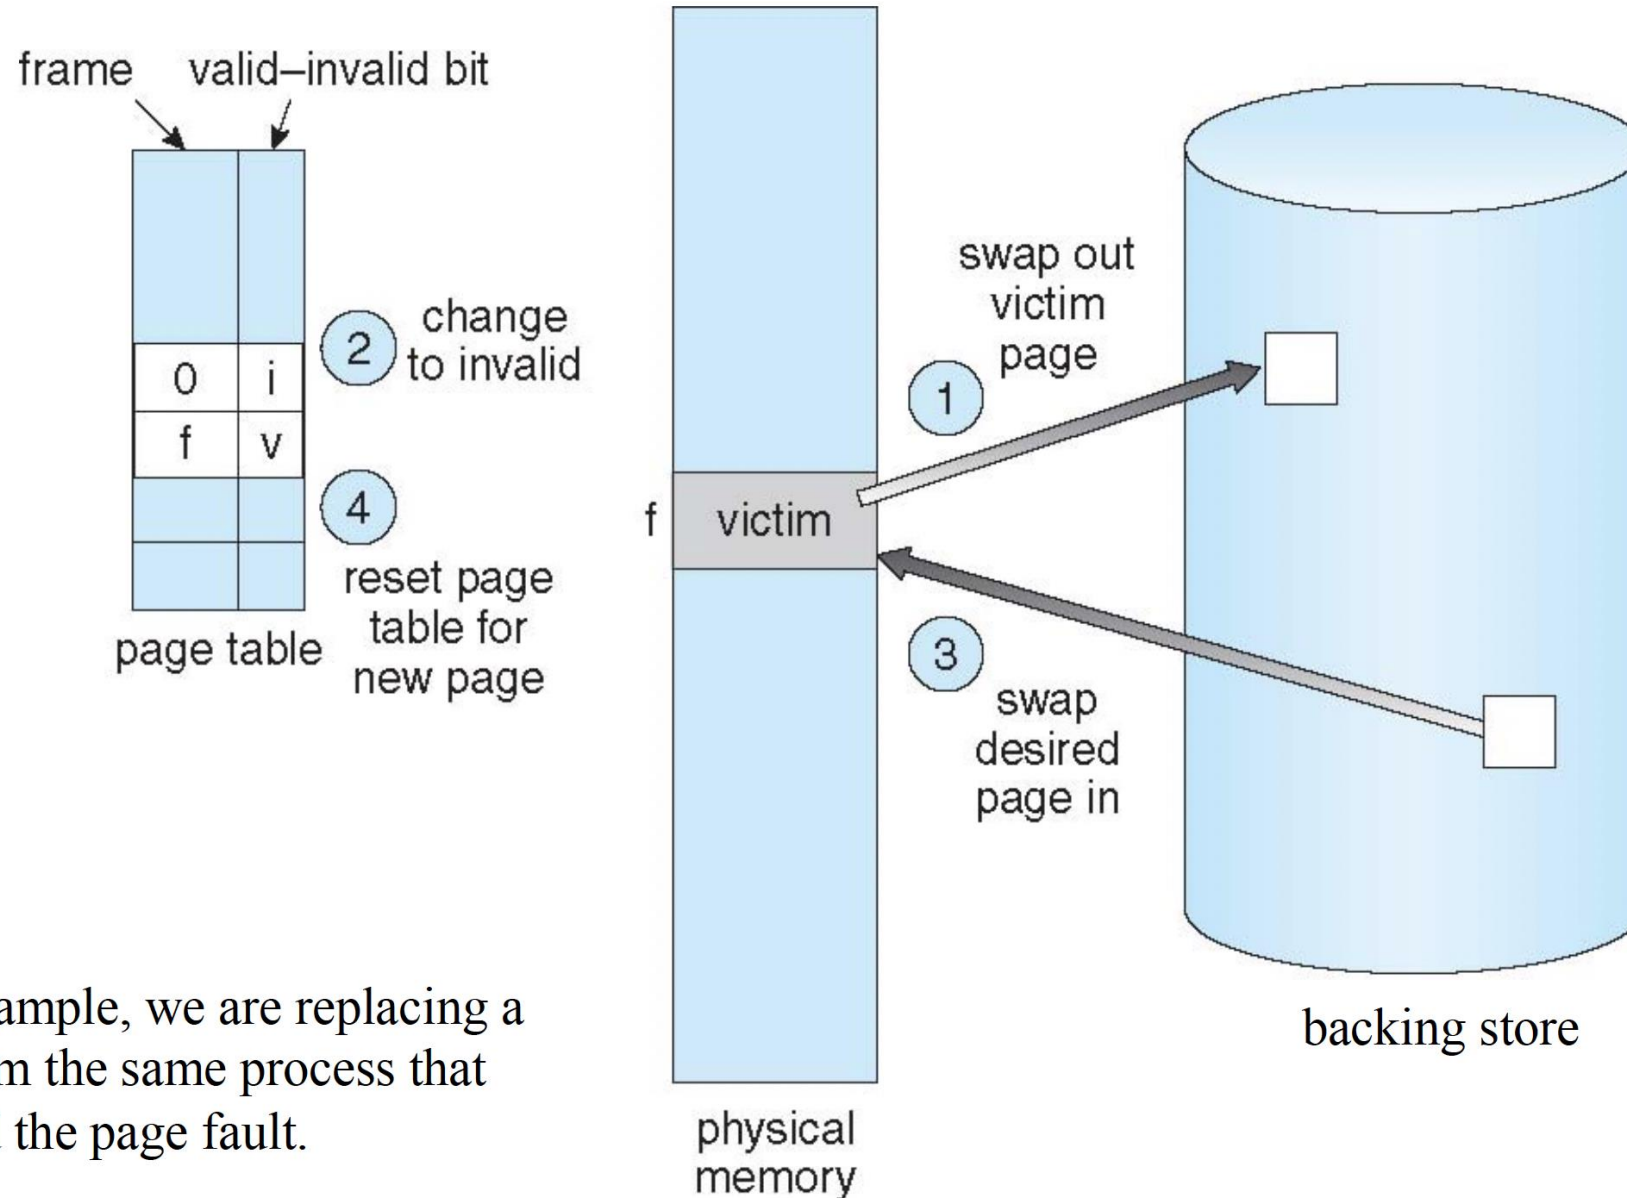 frame
valid–invalid bit
0 i
f v
2
change
to invalid
4
reset page
table for
new page
page table
f
victim
physical
memory
1
swap out
victim
page
3
swap
desired
page in
backing store
ample, we are replacing a
m the same process that
the page fault.